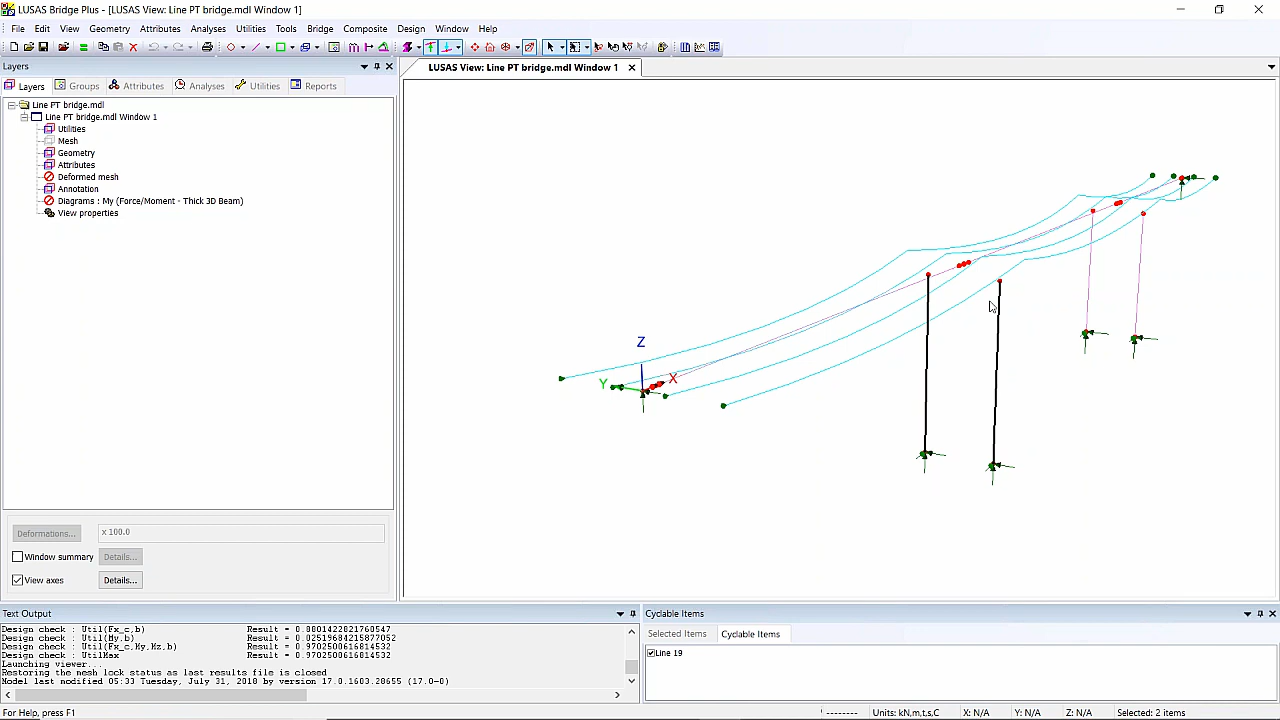 LUSAS Bridge Plus - [LUSAS View: Line PT bridge.mdl Window 1]
File Edit View Geometry Attributes Analyses Utilities Tools Bridge Composite Design Window Help
Layers
LUSAS View: Line PT bridge.mdl Window 1
Layers Groups Attributes Analyses Utilities Reports
Line PT bridge.mdl
Line PT bridge.mdl Window 1
Utilities
Mesh
Geometry
Attributes
Deformed mesh
Annotation
Diagrams : My (Force/Moment - Thick 3D Beam)
View properties
Z
Y
X
Deformations... x 100.0
Window summary Details...
View axes Details...
Text Output
Design check : Util(Fx_c,b) Result = 0.8801422821760547
Design check : Util(My,b) Result = 0.02519684215877052
Design check : Util(Fx_c,My,Mz,b) Result = 0.9702500616814532
Design check : UtilMax Result = 0.9702500616814532
Launching viewer...
Restoring the mesh lock status as last results file is closed
Model last modified 05:33 Tuesday, July 31, 2018 by version 17.0.1603.28655 (17.0-0)
Cyclable Items
Selected Items Cyclable Items
Line 19
For Help, press F1
-------- Units: kN,m,t,s,C X: N/A Y: N/A Z: N/A Selected: 2 items